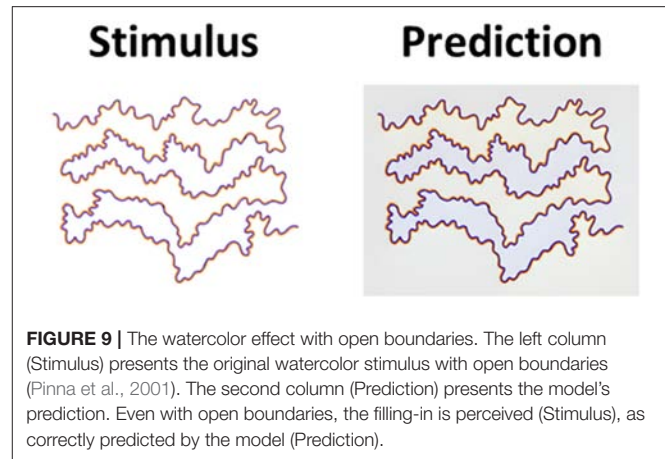 Stimulus
Prediction
FIGURE 9 | The watercolor effect with open boundaries. The left column
(Stimulus) presents the original watercolor stimulus with open boundaries
(Pinna et al., 2001). The second column (Prediction) presents the model's
prediction. Even with open boundaries, the filling-in is perceived (Stimulus), as
correctly predicted by the model (Prediction).